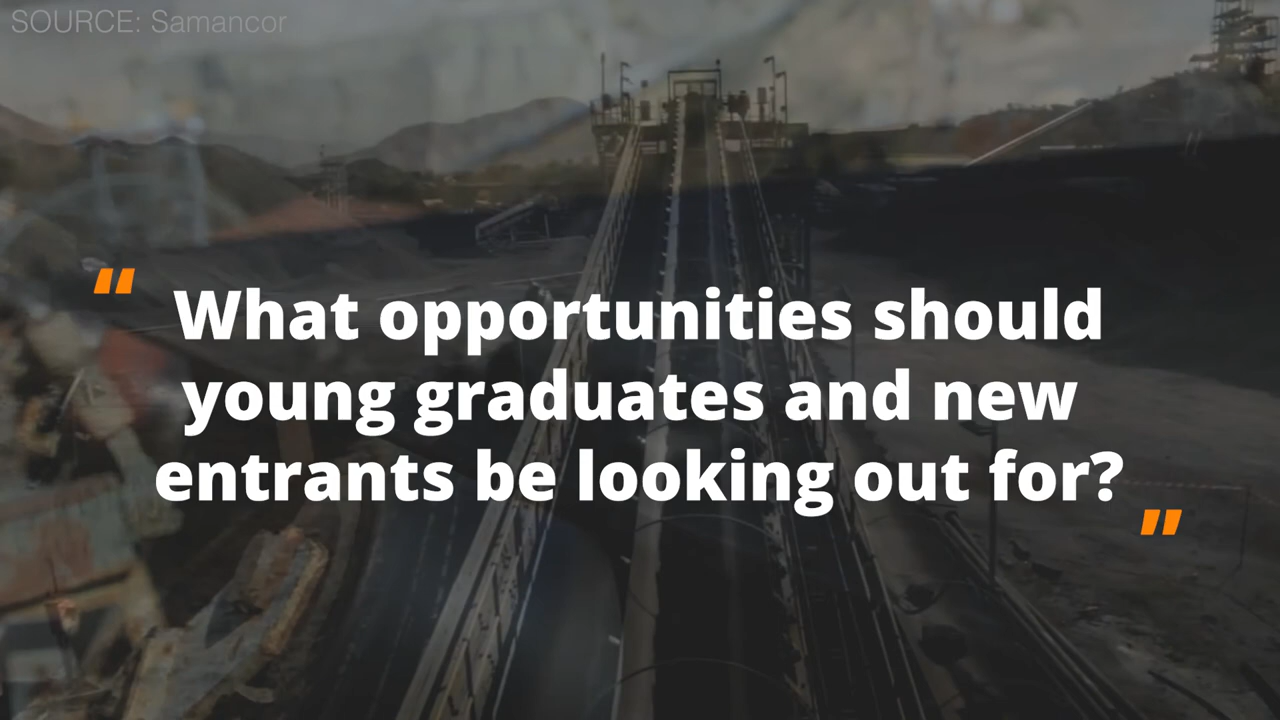 SOURCE: Samancor
" What opportunities should
young graduates and new
entrants be looking out for? "